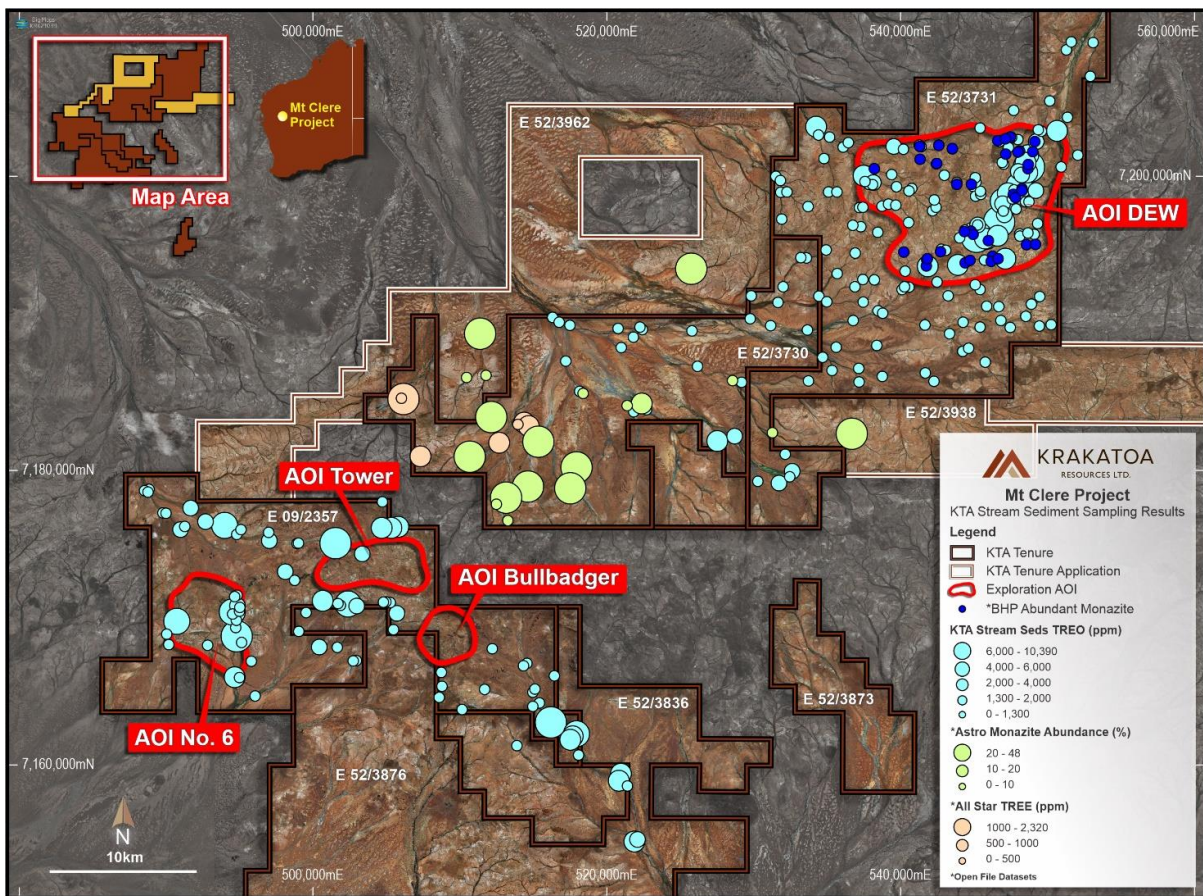 500,000mE
520,000mE
540,000mE
560,000mE
Map Area
Mt Clere
Project
E 52/3962
E 52/3731
7,200,000mN
7,200,000mN
AOI DEW
E 52/3730
E 52/3938
7,180,000mN
AOI Tower
E 09/2357
AOI Bullbadger
AOI No. 6
E 52/3836
E 52/3873
E 52/3876
7,160,000mN
N
10km
500,000mE
520,000mE
540,000mE
KRAKATOA
RESOURCES LTD.
Mt Clere Project
KTA Stream Sediment Sampling Results
Legend
KTA Tenure
KTA Tenure Application
Exploration AOI
*BHP Abundant Monazite
KTA Stream Seds TREO (ppm)
6,000 - 10,390
4,000 - 6,000
2,000 - 4,000
1,300 - 2,000
0 - 1,300
*Astro Monazite Abundance (%)
20 - 48
10 - 20
0 - 10
*All Star TREE (ppm)
1000 - 2,320
500 - 1000
0 - 500
*Open File Datasets